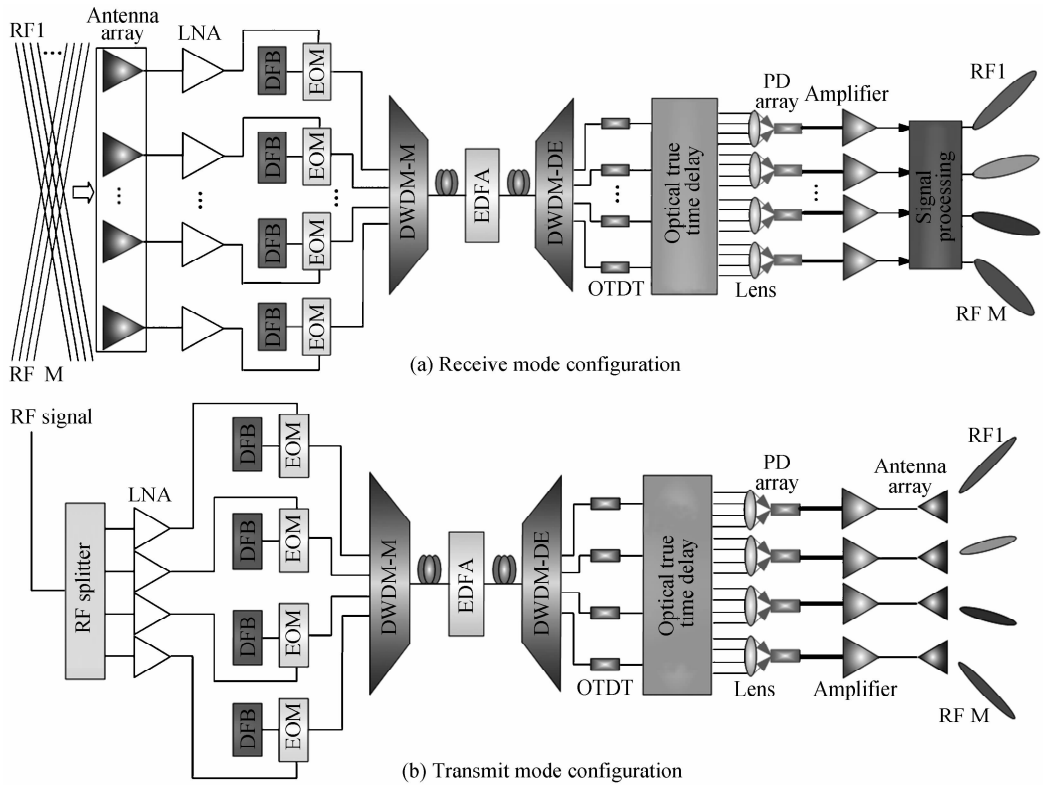 RF1
...
Antenna
array
LNA
DFB
EOM
DFB
EOM
...
...
...
DFB
EOM
DFB
EOM
RF M
DWDM-M
EDFA
DWDM-DE
...
OTDT
Optical true
time delay
PD
array
Lens
Amplifier
...
Signal
processing
RF1
RF M
(a) Receive mode configuration
RF signal
RF splitter
LNA
DFB
EOM
DFB
EOM
DFB
EOM
DFB
EOM
DWDM-M
EDFA
DWDM-DE
OTDT
Optical true
time delay
PD
array
Lens
Amplifier
Antenna
array
RF1
RF M
(b) Transmit mode configuration